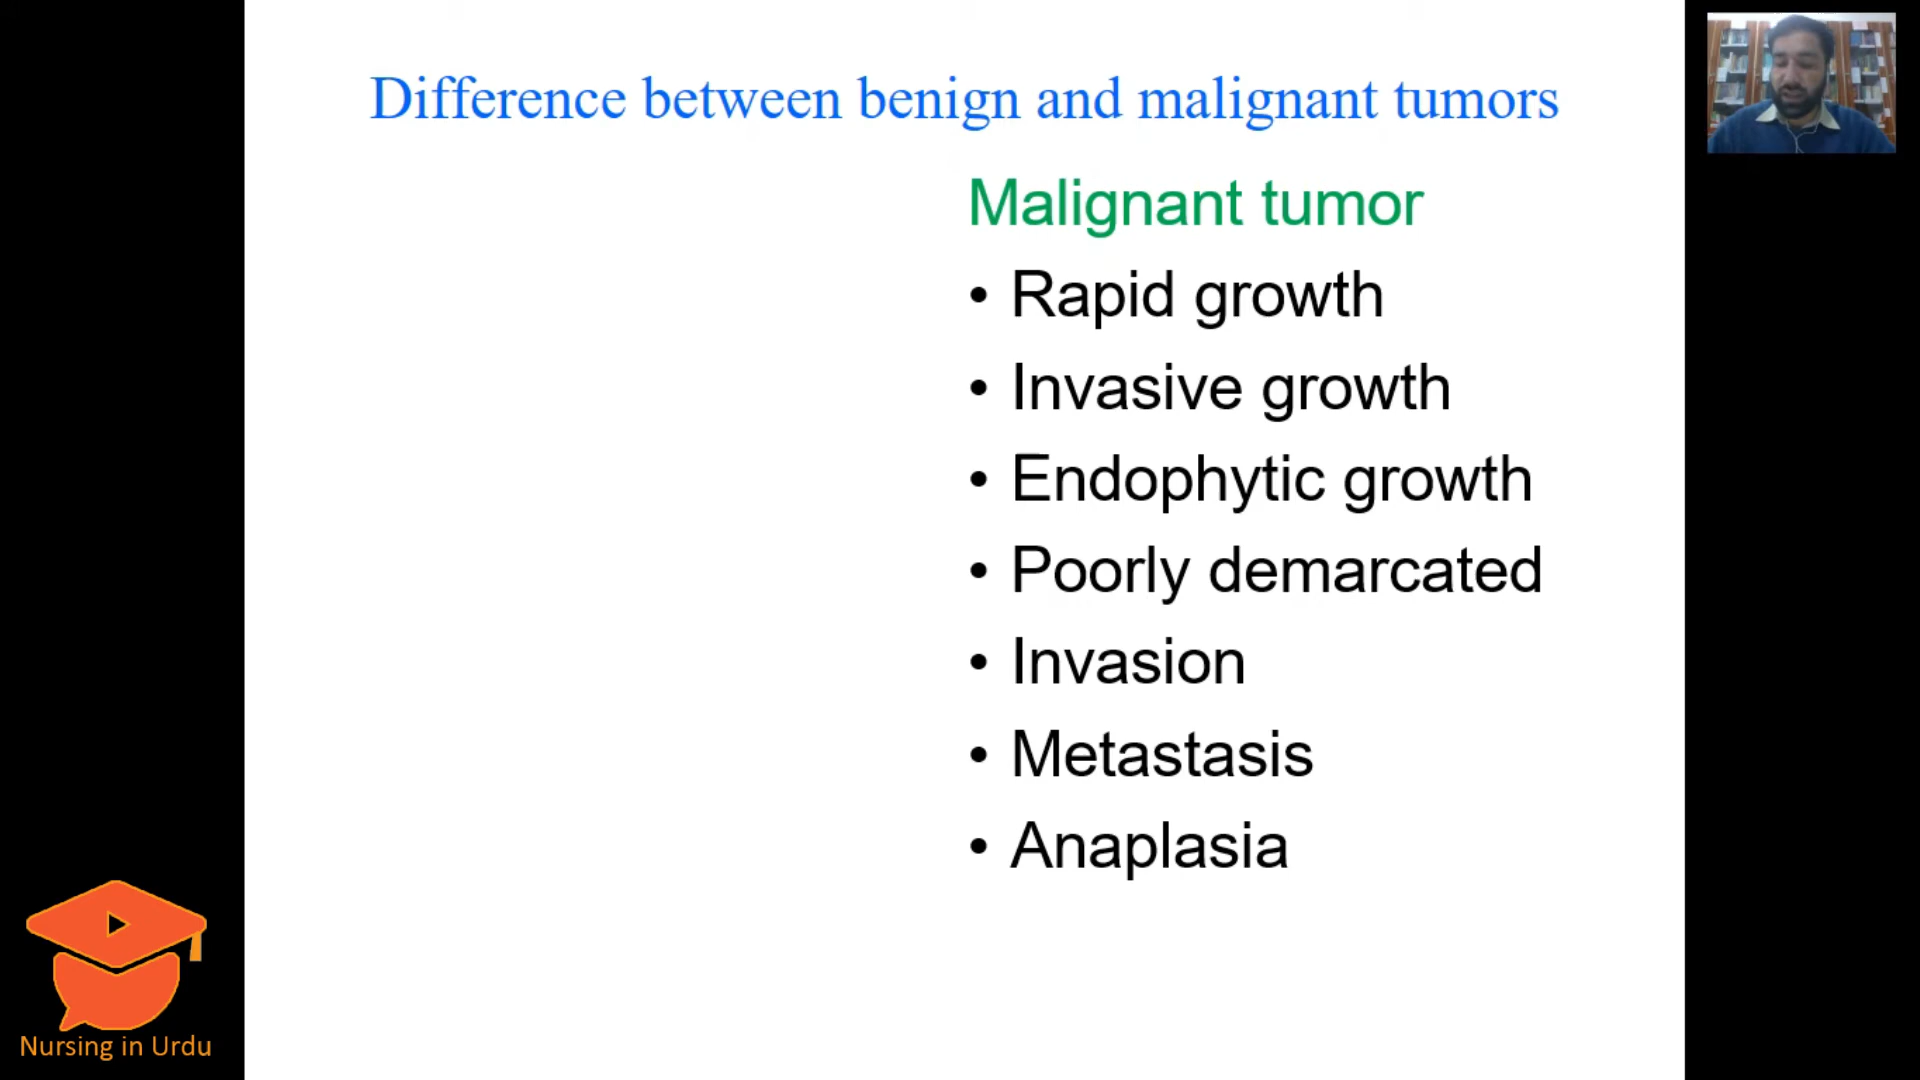 Difference between benign and malignant tumors
Malignant tumor
• Rapid growth
• Invasive growth
• Endophytic growth
• Poorly demarcated
• Invasion
• Metastasis
• Anaplasia
Nursing in Urdu